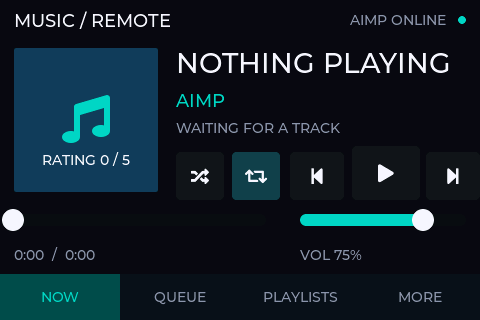 MUSIC / REMOTE
AIMP ONLINE
NOTHING PLAYING
AIMP
WAITING FOR A TRACK
RATING 0 / 5
0:00 / 0:00
VOL 75%
NOW
QUEUE
PLAYLISTS
MORE